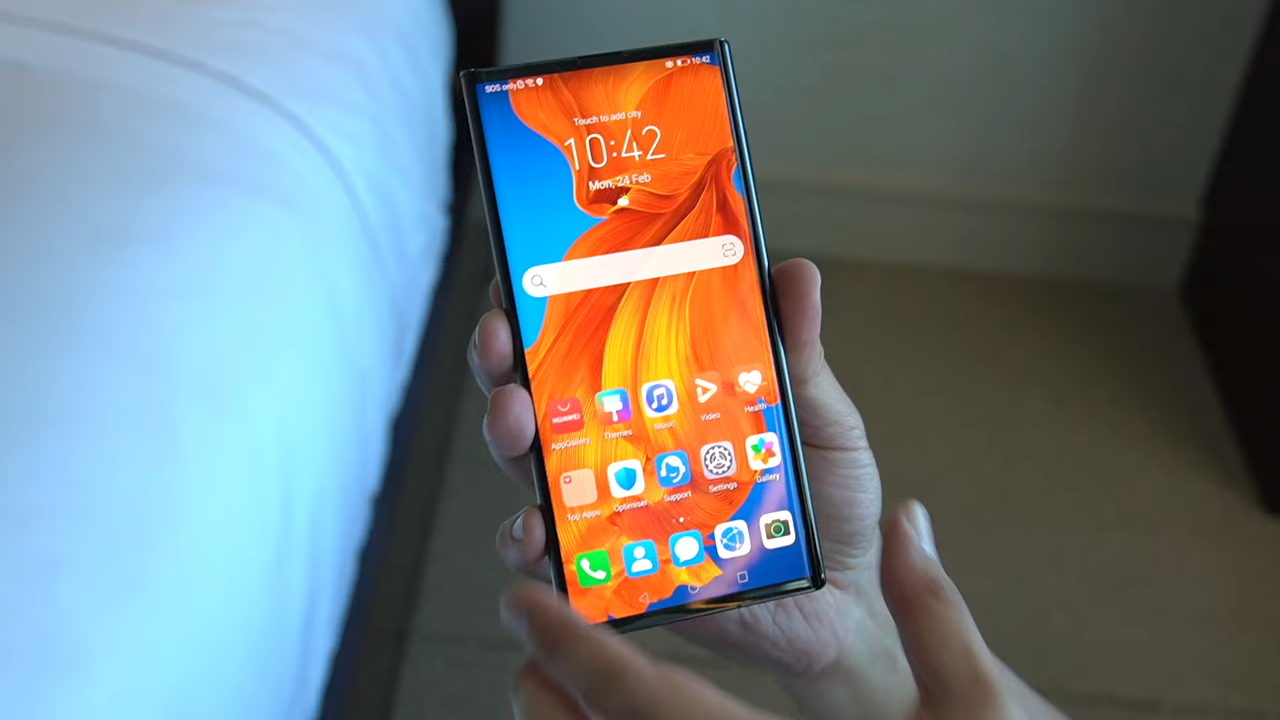 SOS only
10:42
Touch to add city
10:42
Mon, 24 Feb
HUAWEI
AppGallery
Themes
Music
Video
Health
Top Apps
Optimiser
Support
Settings
Gallery